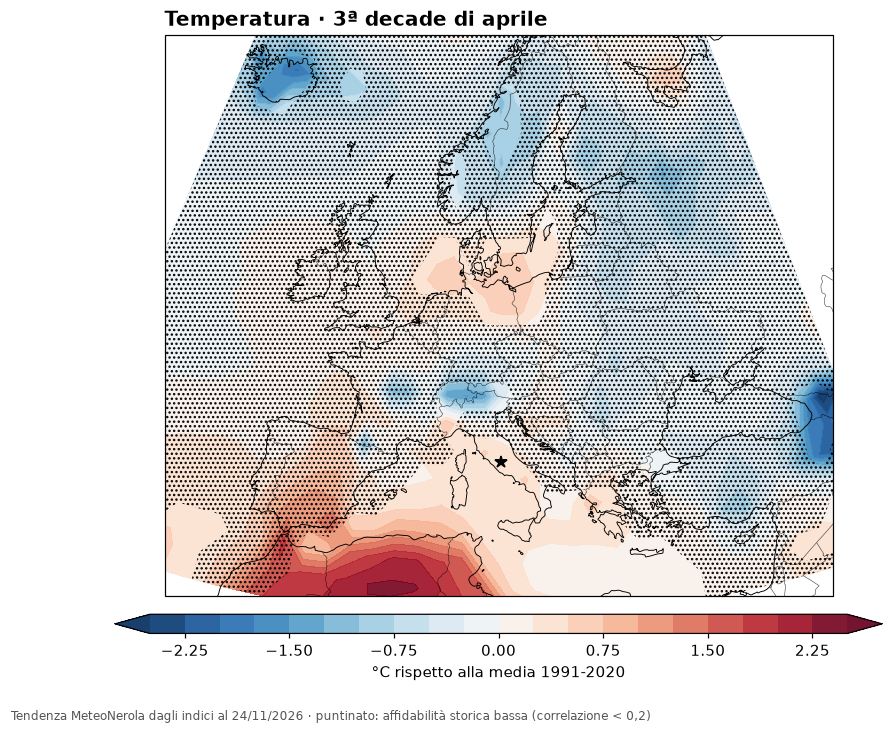 Temperatura · 3ª decade di aprile
−2.25 −1.50 −0.75 0.00 0.75 1.50 2.25
°C rispetto alla media 1991-2020
Tendenza MeteoNerola dagli indici al 24/11/2026 · puntinato: affidabilità storica bassa (correlazione < 0,2)